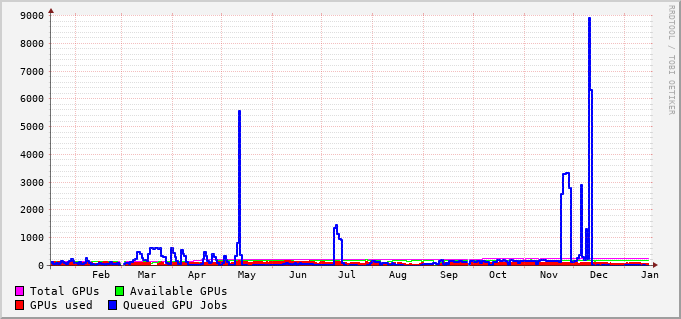 9000
8000
7000
6000
5000
4000
3000
2000
1000
0
Feb Mar Apr May Jun Jul Aug Sep Oct Nov Dec Jan
Total GPUs Available GPUs
GPUs used Queued GPU Jobs
RRDTOOL / TOBI OETIKER